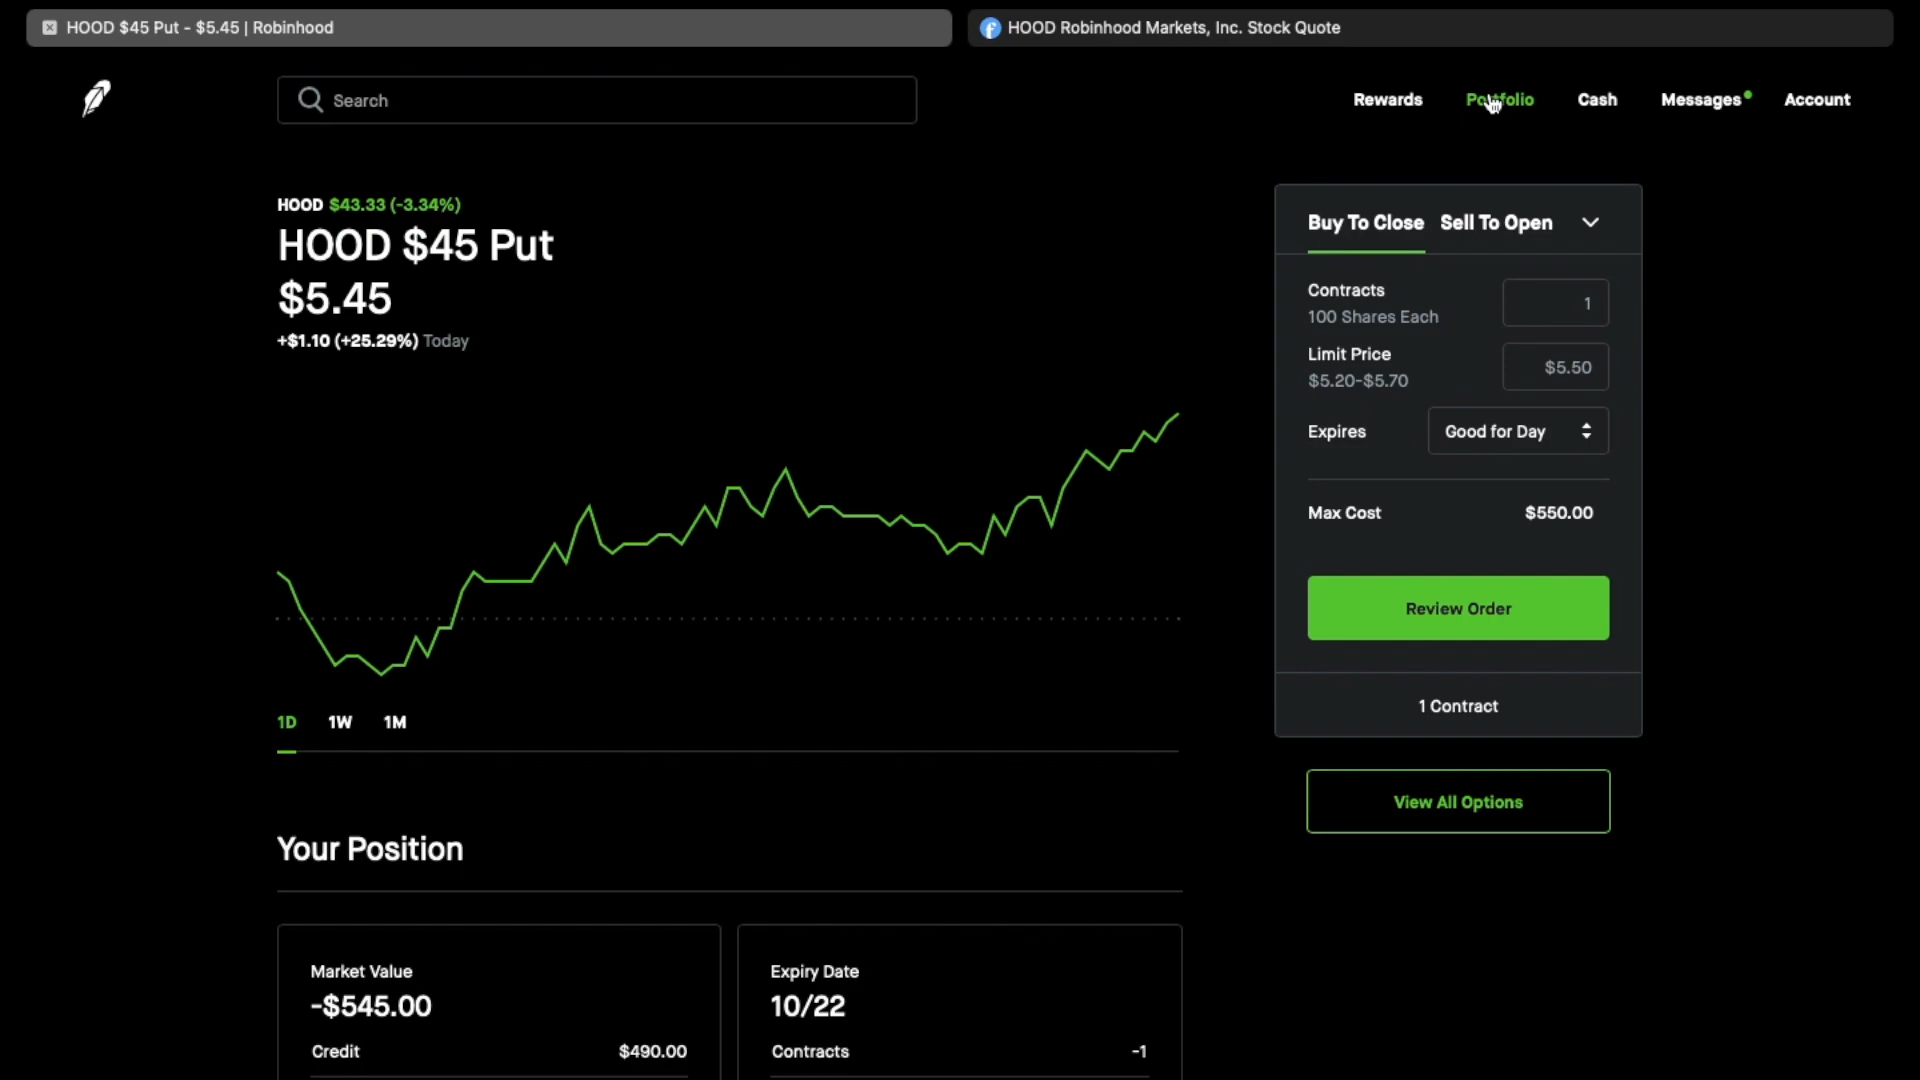 HOOD $45 Put - $5.45 | Robinhood
HOOD Robinhood Markets, Inc. Stock Quote
Search
Rewards
Portfolio
Cash
Messages
Account
HOOD $43.33 (-3.34%)
HOOD $45 Put
$5.45
+$1.10 (+25.29%) Today
1D 1W 1M
Buy To Close Sell To Open
Contracts
1
100 Shares Each
Limit Price
$5.50
$5.20-$5.70
Expires
Good for Day
Max Cost
$550.00
Review Order
1 Contract
View All Options
Your Position
Market Value
-$545.00
Credit
$490.00
Expiry Date
10/22
Contracts
-1